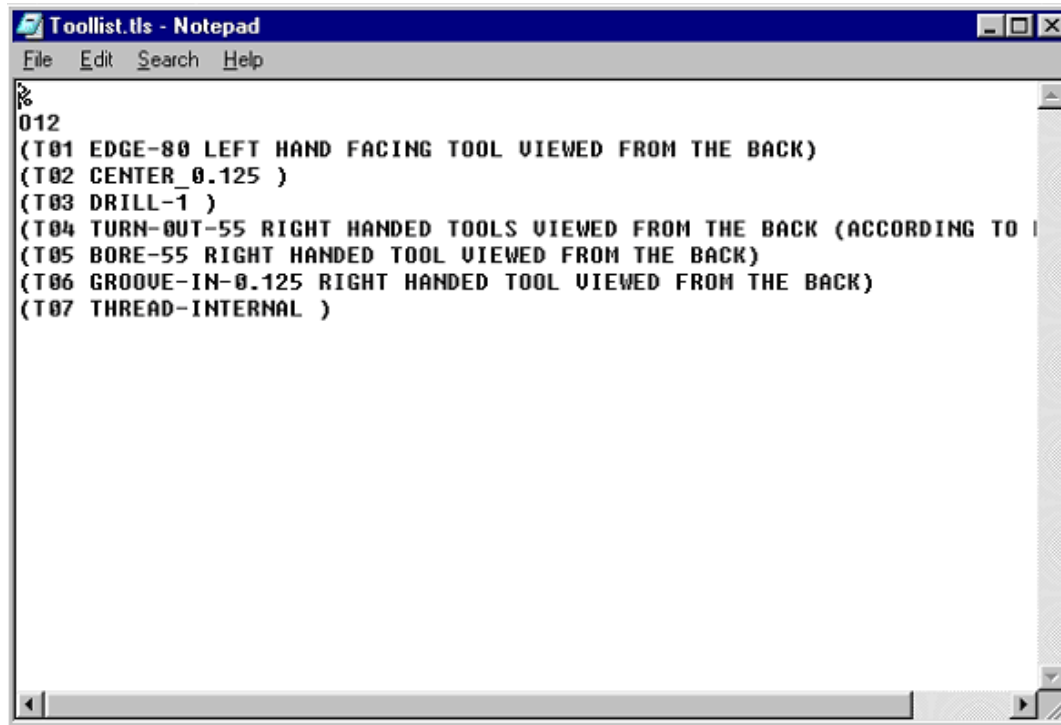 Toollist.tls - Notepad
File Edit Search Help
%
O12
(T01 EDGE-80 LEFT HAND FACING TOOL VIEWED FROM THE BACK)
(T02 CENTER_0.125 )
(T03 DRILL-1 )
(T04 TURN-OUT-55 RIGHT HANDED TOOLS VIEWED FROM THE BACK (ACCORDING TO
(T05 BORE-55 RIGHT HANDED TOOL VIEWED FROM THE BACK)
(T06 GROOVE-IN-0.125 RIGHT HANDED TOOL VIEWED FROM THE BACK)
(T07 THREAD-INTERNAL )